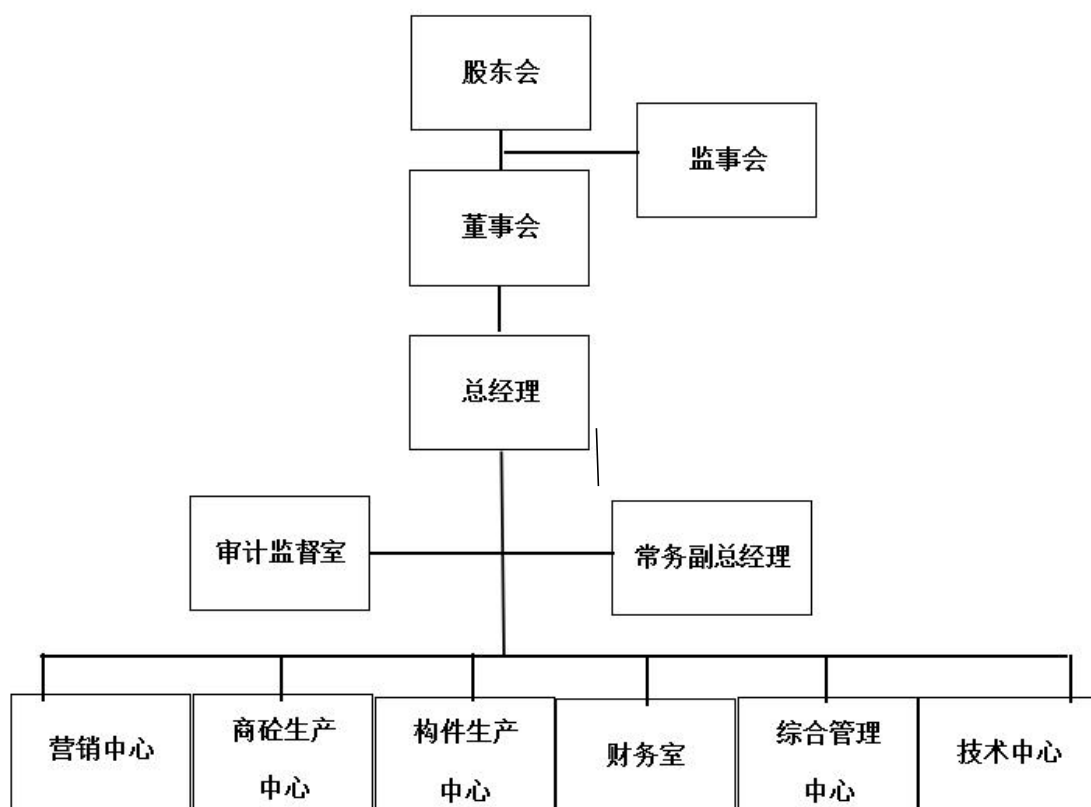 股东会
监事会
董事会
总经理
审计监督室
常务副总经理
营销中心
商砼生产
中心
构件生产
中心
财务室
综合管理
中心
技术中心